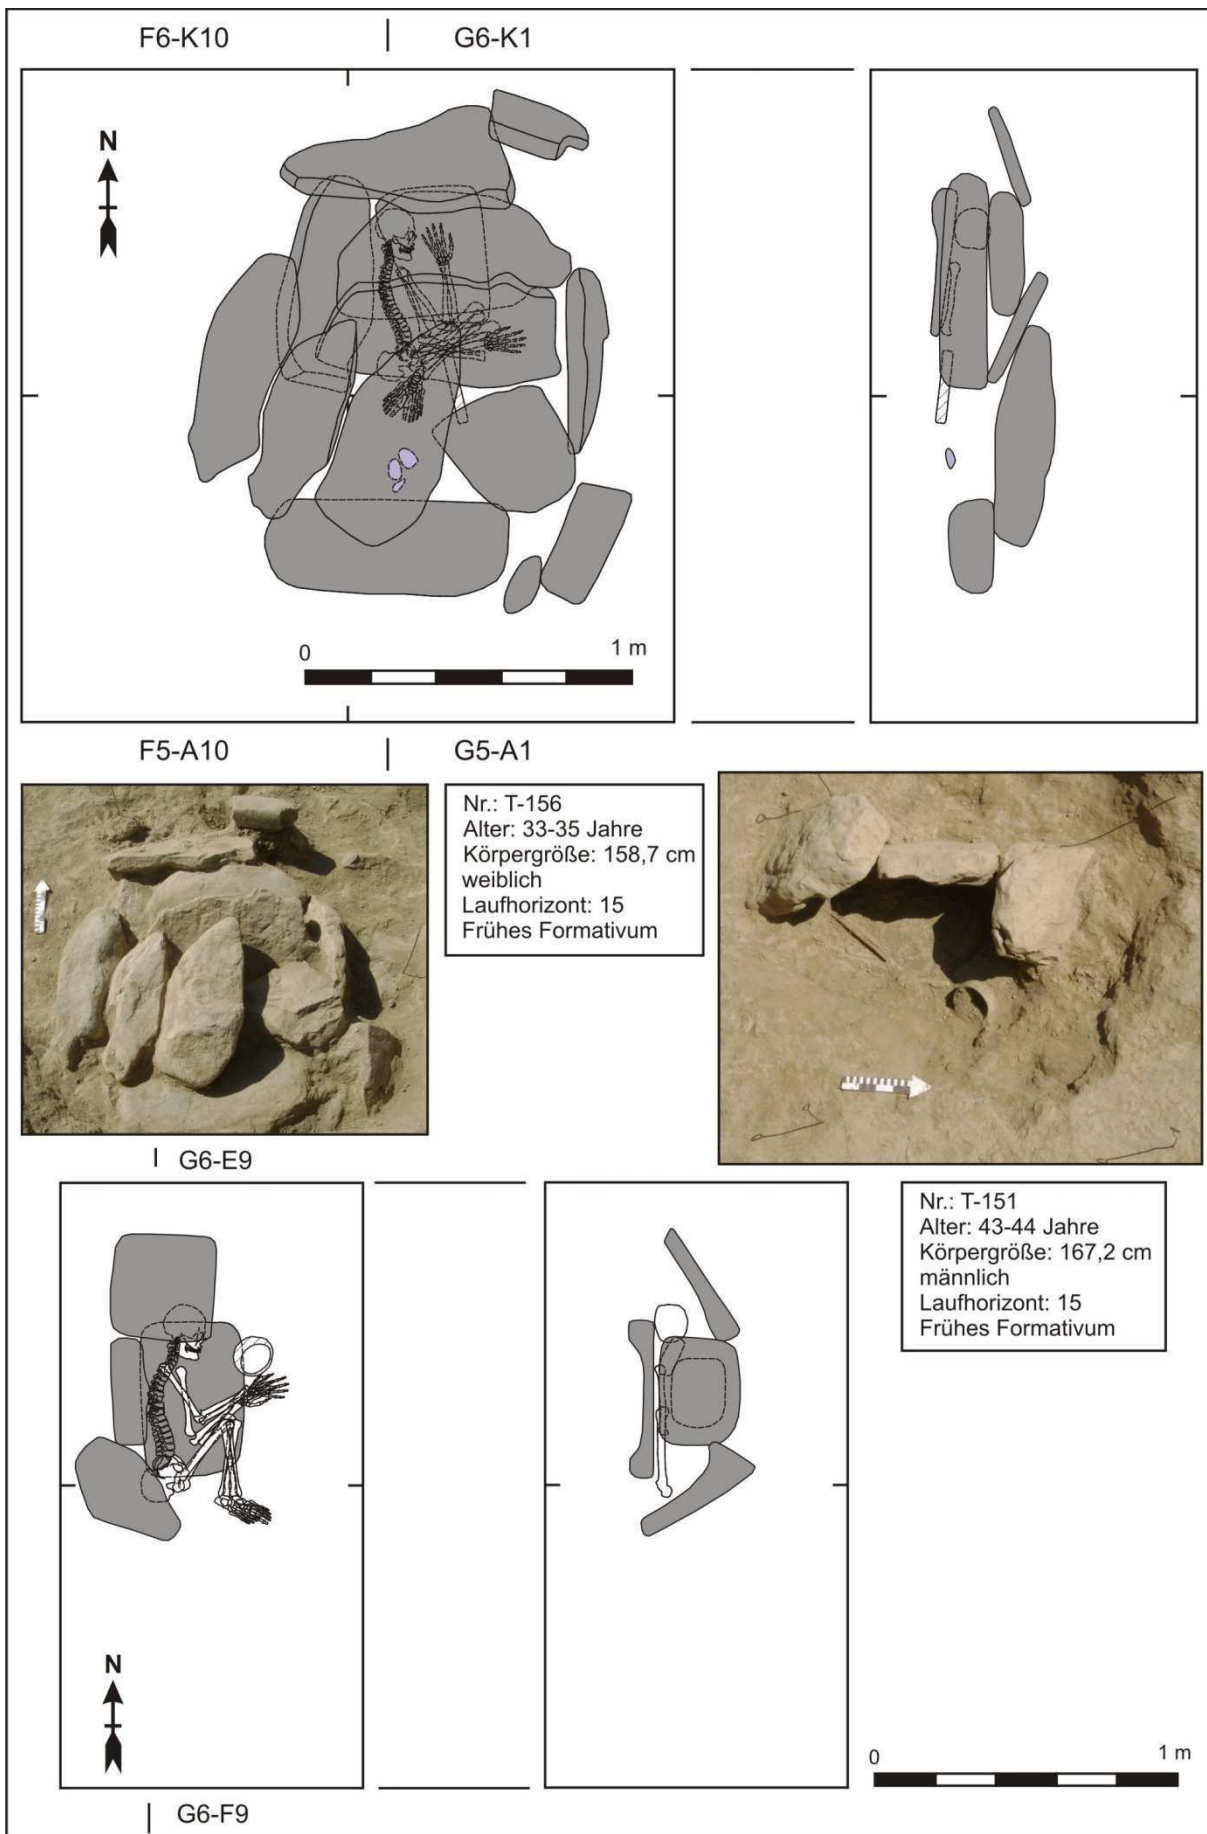 F6-K10 | G6-K1
N
0 1 m
F5-A10 | G5-A1
Nr.: T-156
Alter: 33-35 Jahre
Körpergröße: 158,7 cm
weiblich
Laufhorizont: 15
Frühes Formativum
| G6-E9
Nr.: T-151
Alter: 43-44 Jahre
Körpergröße: 167,2 cm
männlich
Laufhorizont: 15
Frühes Formativum
N
0 1 m
| G6-F9